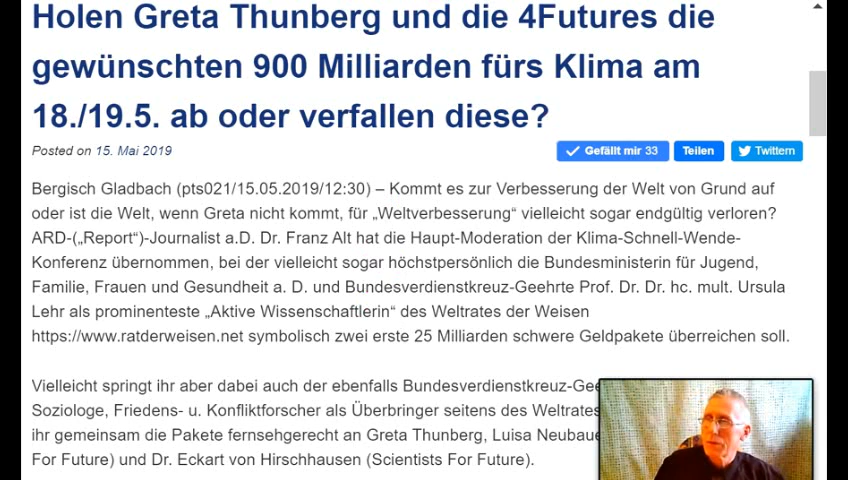 Holen Greta Thunberg und die 4Futures die
gewünschten 900 Milliarden fürs Klima am
18./19.5. ab oder verfallen diese?
Posted on 15. Mai 2019
Gefällt mir 33 Teilen Twittern
Bergisch Gladbach (pts021/15.05.2019/12:30) – Kommt es zur Verbesserung der Welt von Grund auf
oder ist die Welt, wenn Greta nicht kommt, für „Weltverbesserung“ vielleicht sogar endgültig verloren?
ARD-(„Report“)-Journalist a.D. Dr. Franz Alt hat die Haupt-Moderation der Klima-Schnell-Wende-
Konferenz übernommen, bei der vielleicht sogar höchstpersönlich die Bundesministerin für Jugend,
Familie, Frauen und Gesundheit a. D. und Bundesverdienstkreuz-Geehrte Prof. Dr. Dr. hc. mult. Ursula
Lehr als prominenteste „Aktive Wissenschaftlerin“ des Weltrates der Weisen
https://www.ratderweisen.net symbolisch zwei erste 25 Milliarden schwere Geldpakete überreichen soll.
Vielleicht springt ihr aber dabei auch der ebenfalls Bundesverdienstkreuz-Gee
Soziologe, Friedens- u. Konfliktforscher als Überbringer seitens des Weltrates
ihr gemeinsam die Pakete fernsehgerecht an Greta Thunberg, Luisa Neubaue
For Future) und Dr. Eckart von Hirschhausen (Scientists For Future).